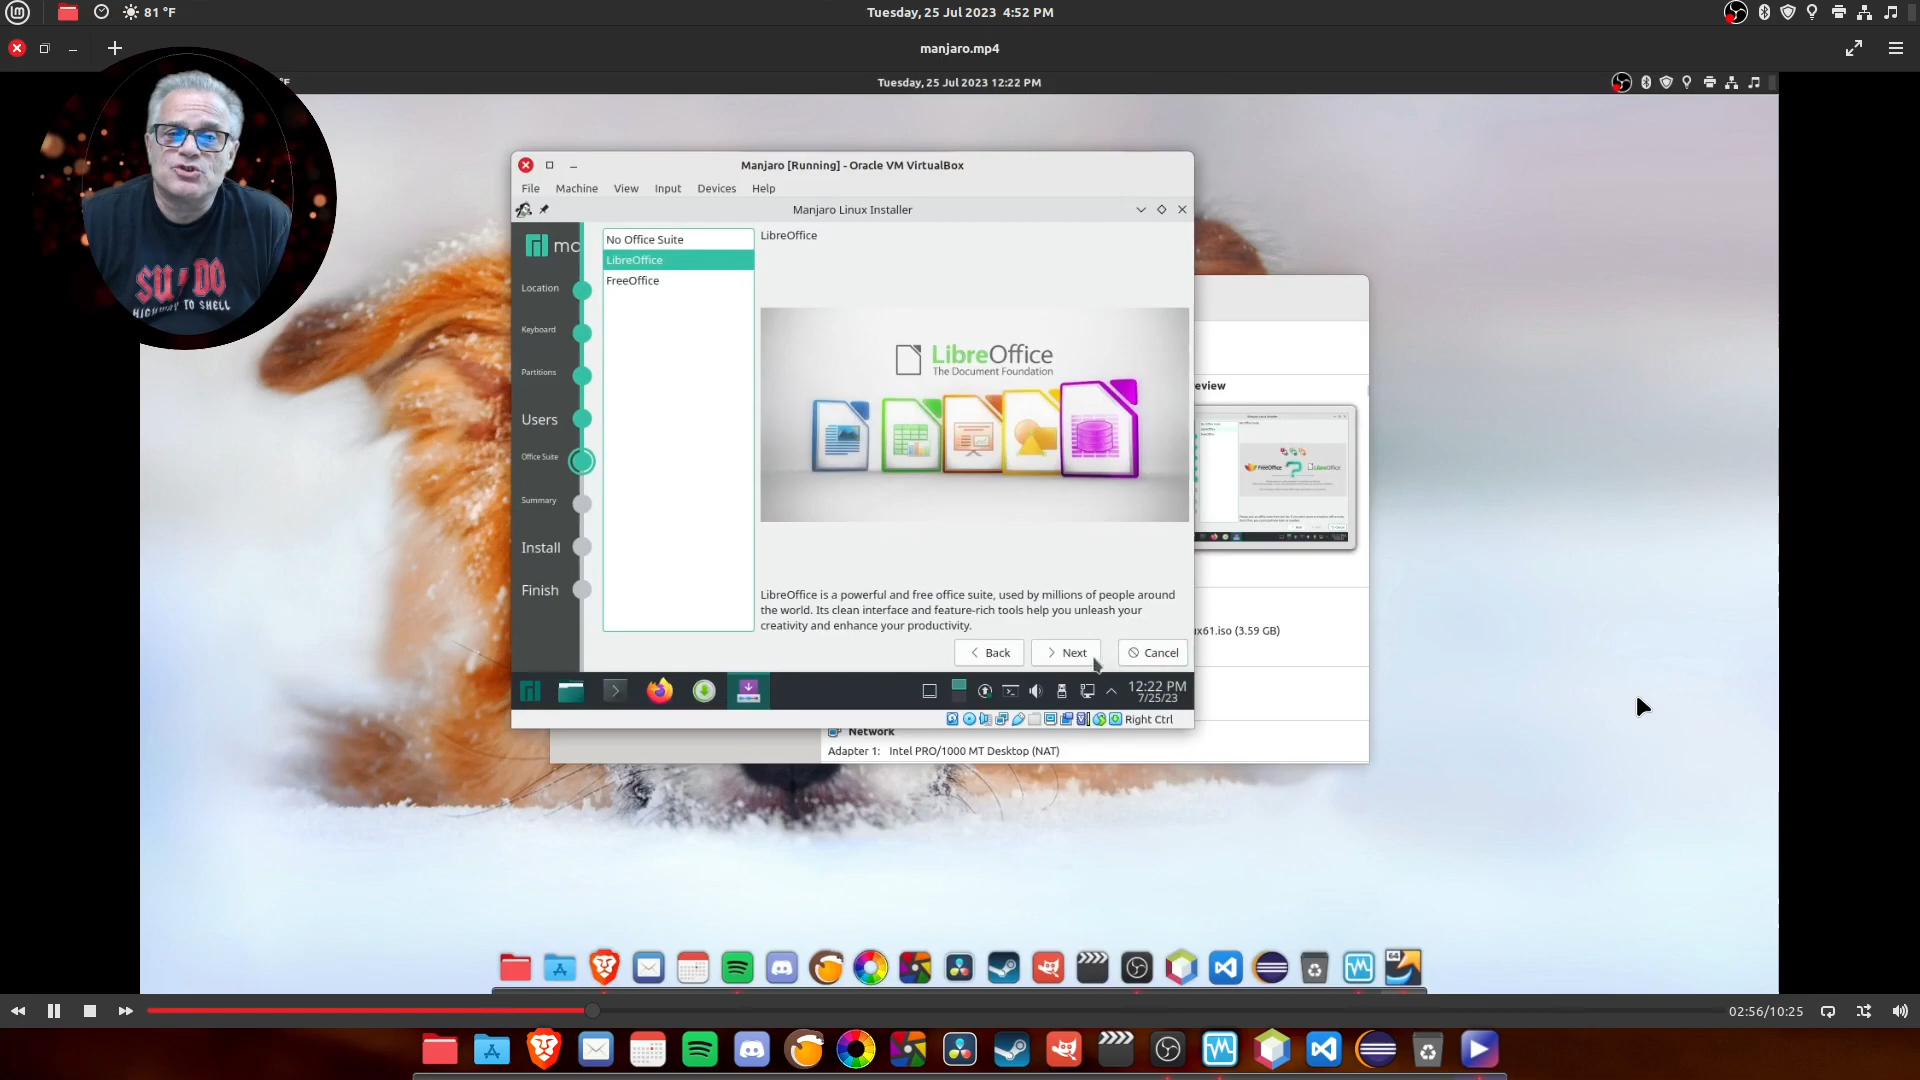 81 °F
Tuesday, 25 Jul 2023 4:52 PM
manjaro.mp4
°F
Tuesday, 25 Jul 2023 12:22 PM
SU DO
HIGHWAY TO SHELL
Manjaro [Running] - Oracle VM VirtualBox
File Machine View Input Devices Help
Manjaro Linux Installer
Location
Keyboard
Partitions
Users
Office Suite
Summary
Install
Finish
No Office Suite
LibreOffice
FreeOffice
LibreOffice
LibreOffice
The Document Foundation
LibreOffice is a powerful and free office suite, used by millions of people around
the world. Its clean interface and feature-rich tools help you unleash your
creativity and enhance your productivity.
Back Next Cancel
12:22 PM
7/25/23
Right Ctrl
eview
FreeOffice
LibreOffice
ux61.iso (3.59 GB)
Network
Adapter 1: Intel PRO/1000 MT Desktop (NAT)
64
02:56/10:25